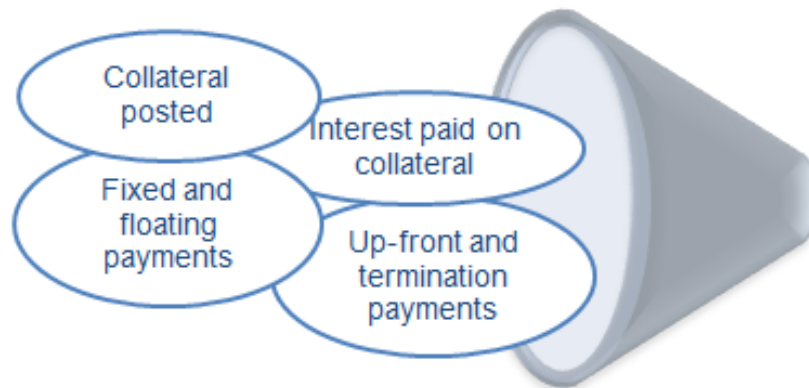 Collateral
posted
Interest paid on
collateral
Fixed and
floating
payments
Up-front and
termination
payments